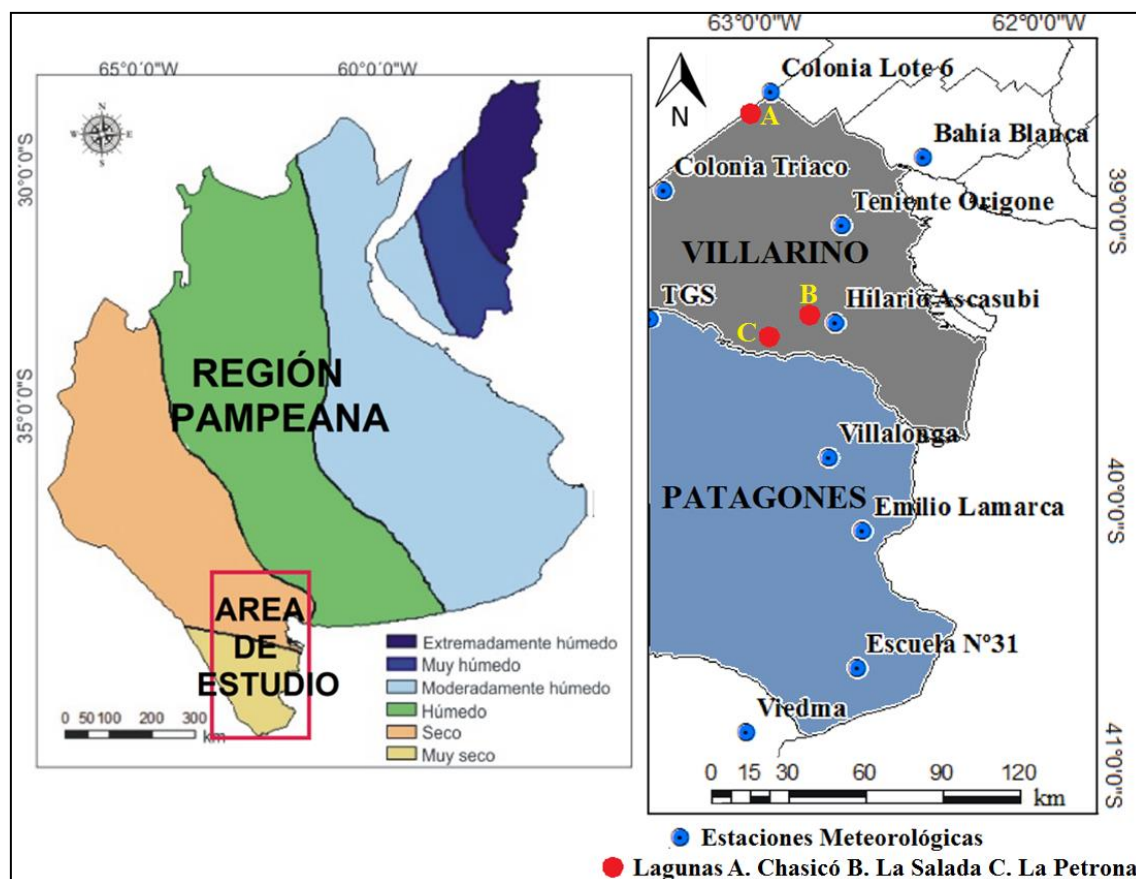 65°0'0"W
60°0'0"W
N
W
E
S
30°0'0"S
35°0'0"S
REGIÓN
PAMPEANA
AREA
DE
ESTUDIO
Extremadamente húmedo
Muy húmedo
Moderadamente húmedo
Húmedo
Seco
Muy seco
0 50 100 200 300
km
63°0'0"W
62°0'0"W
N
Colonia Lote 6
A
Bahía Blanca
Colonia Triaco
Teniente Origone
39°0'0"S
VILLARINO
TGS
B
Hilario Ascasubi
C
Villalonga
40°0'0"S
PATAGONES
Emilio Lamarca
Escuela N°31
Viedma
41°0'0"S
0 15 30 60 90 120
km
Estaciones Meteorológicas
Lagunas A. Chasicó B. La Salada C. La Petrona